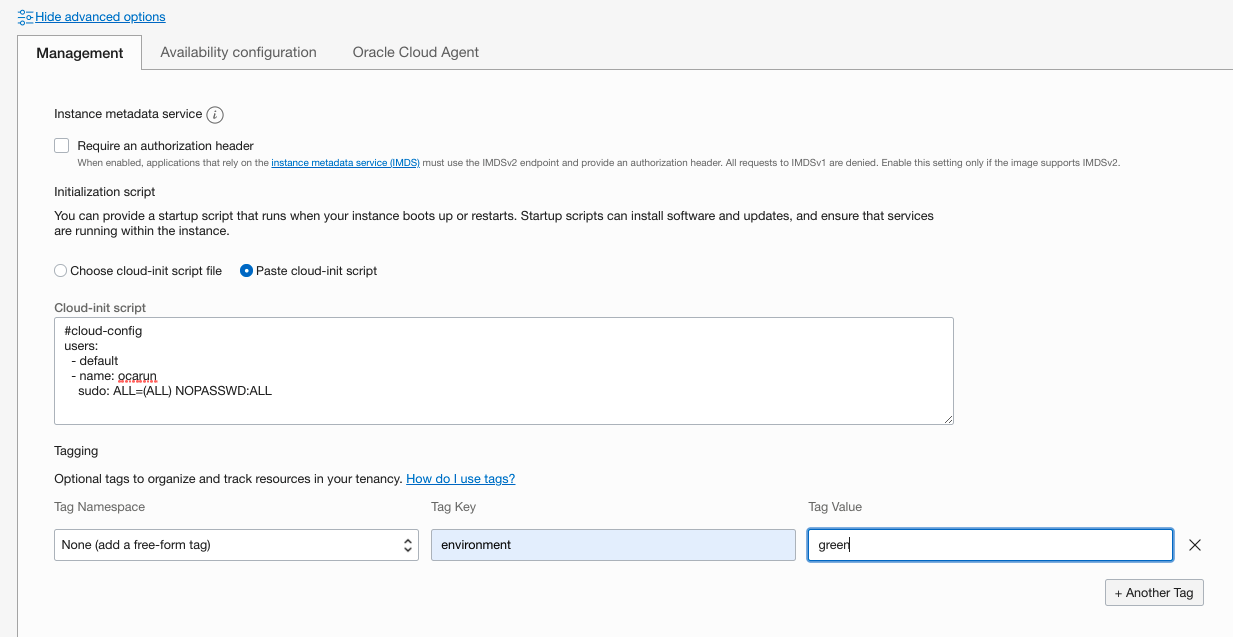 Hide advanced options
Management Availability configuration Oracle Cloud Agent
Instance metadata service i
Require an authorization header
When enabled, applications that rely on the instance metadata service (IMDS) must use the IMDSv2 endpoint and provide an authorization header. All requests to IMDSv1 are denied. Enable this setting only if the image supports IMDSv2.
Initialization script
You can provide a startup script that runs when your instance boots up or restarts. Startup scripts can install software and updates, and ensure that services
are running within the instance.
Choose cloud-init script file Paste cloud-init script
Cloud-init script
#cloud-config
users:
  - default
  - name: ocarun
    sudo: ALL=(ALL) NOPASSWD:ALL
Tagging
Optional tags to organize and track resources in your tenancy. How do I use tags?
Tag Namespace Tag Key Tag Value
None (add a free-form tag) environment green
+ Another Tag